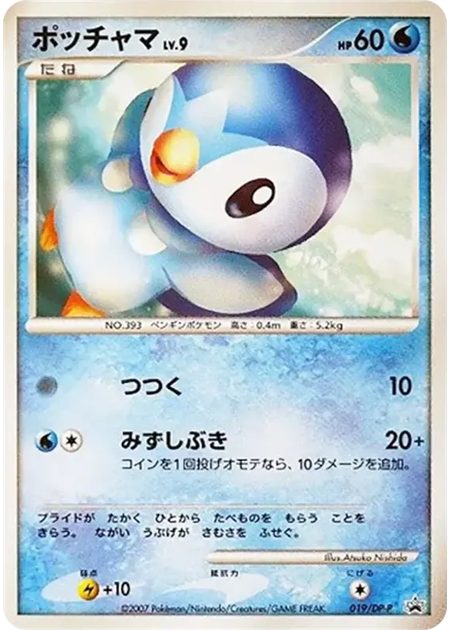 ポッチャマ LV.9 HP 60
たね
NO.393 ペンギンポケモン 高さ：0.4m 重さ：5.2kg
つつく 10
みずしぶき 20+
コインを1回投げオモテなら、10ダメージを追加。
プライドが たかく ひとから たべものを もらう ことを
きらう。ながい うぶげが さむさを ふせぐ。
Illus.Atsuko Nishida
弱点 抵抗力 にげる
+10
©2007 Pokémon/Nintendo/Creatures/GAME FREAK. 019/DP-P